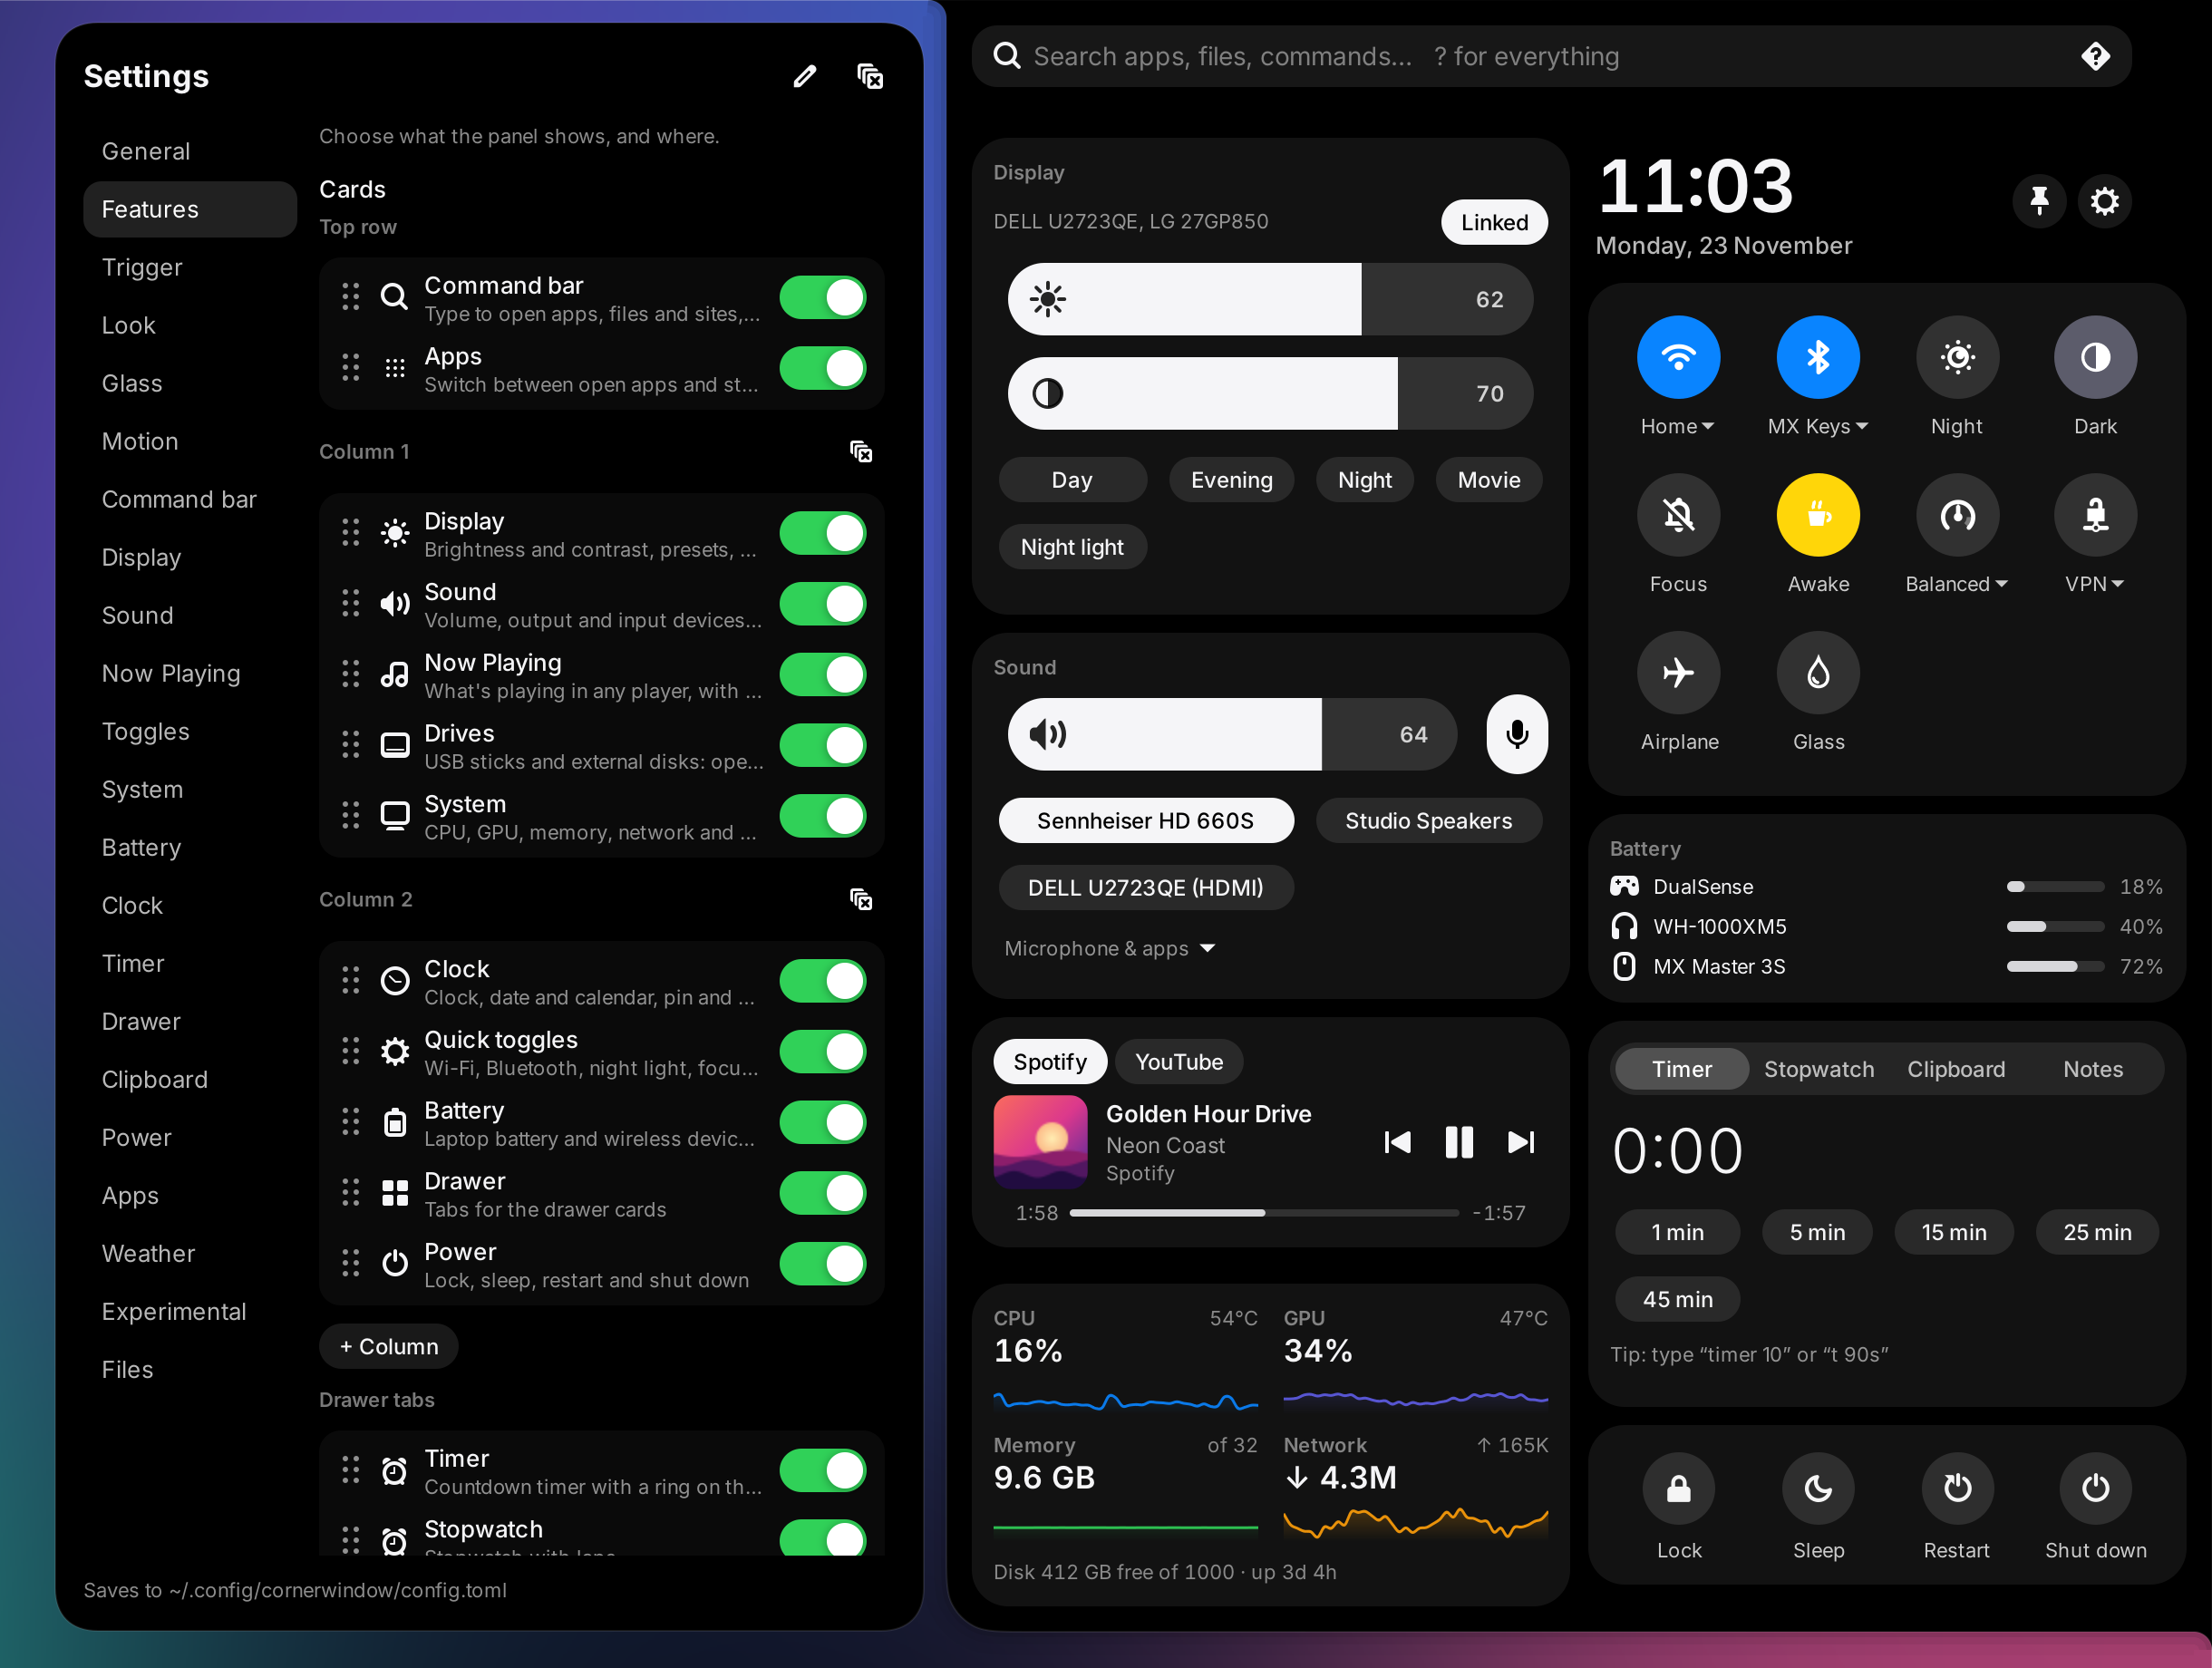 Settings
General
Features
Trigger
Look
Glass
Motion
Command bar
Display
Sound
Now Playing
Toggles
System
Battery
Clock
Timer
Drawer
Clipboard
Power
Apps
Weather
Experimental
Files
Choose what the panel shows, and where.
Cards
Top row
Command bar
Type to open apps, files and sites,...
Apps
Switch between open apps and st...
Column 1
Display
Brightness and contrast, presets, ...
Sound
Volume, output and input devices...
Now Playing
What's playing in any player, with ...
Drives
USB sticks and external disks: ope...
System
CPU, GPU, memory, network and ...
Column 2
Clock
Clock, date and calendar, pin and ...
Quick toggles
Wi-Fi, Bluetooth, night light, focu...
Battery
Laptop battery and wireless devic...
Drawer
Tabs for the drawer cards
Power
Lock, sleep, restart and shut down
+ Column
Drawer tabs
Timer
Countdown timer with a ring on th...
Stopwatch
Saves to ~/.config/cornerwindow/config.toml
Search apps, files, commands... ? for everything
Display
DELL U2723QE, LG 27GP850 Linked
62
70
Day Evening Night Movie
Night light
Sound
64
Sennheiser HD 660S Studio Speakers
DELL U2723QE (HDMI)
Microphone & apps
Spotify YouTube
Golden Hour Drive
Neon Coast
Spotify
1:58 -1:57
CPU 54°C GPU 47°C
16% 34%
Memory of 32 Network ↑ 165K
9.6 GB ↓ 4.3M
Disk 412 GB free of 1000 · up 3d 4h
11:03
Monday, 23 November
Home MX Keys Night Dark
Focus Awake Balanced VPN
Airplane Glass
Battery
DualSense 18%
WH-1000XM5 40%
MX Master 3S 72%
Timer Stopwatch Clipboard Notes
0:00
1 min 5 min 15 min 25 min
45 min
Tip: type “timer 10” or “t 90s”
Lock Sleep Restart Shut down